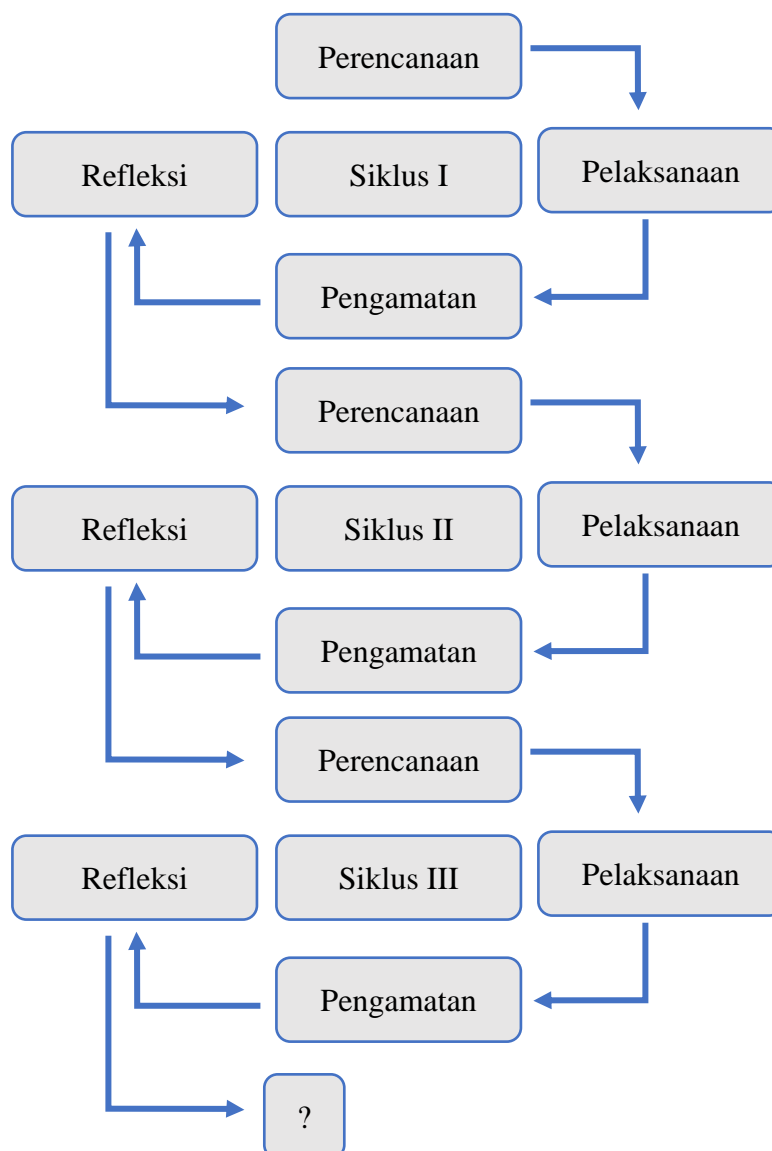 Perencanaan
Refleksi
Siklus I
Pelaksanaan
Pengamatan
Perencanaan
Refleksi
Siklus II
Pelaksanaan
Pengamatan
Perencanaan
Refleksi
Siklus III
Pelaksanaan
Pengamatan
?